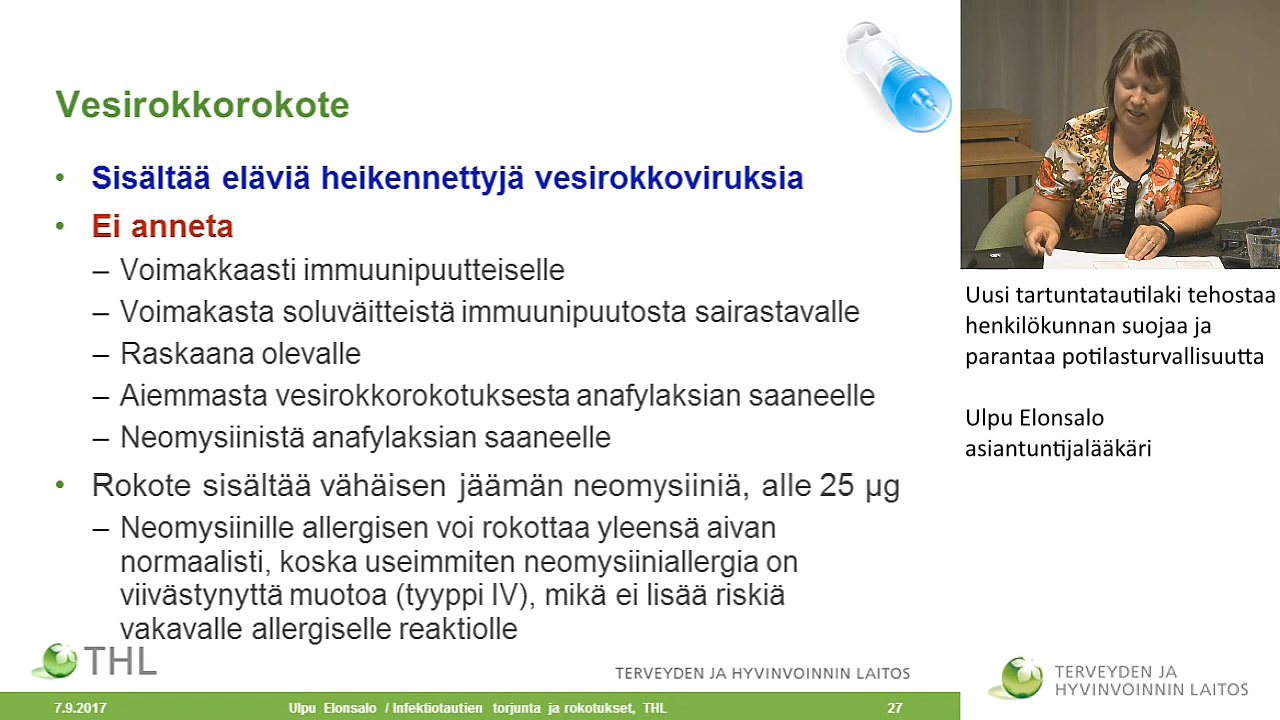 Vesirokkorokote
• Sisältää eläviä heikennettyjä vesirokkoviruksia
• Ei anneta
– Voimakkaasti immuunipuutteiselle
– Voimakasta soluväitteistä immuunipuutosta sairastavalle
– Raskaana olevalle
– Aiemmasta vesirokkorokotuksesta anafylaksian saaneelle
– Neomysiinistä anafylaksian saaneelle
• Rokote sisältää vähäisen jäämän neomysiiniä, alle 25 µg
– Neomysiinille allergisen voi rokottaa yleensä aivan
normaalisti, koska useimmiten neomysiiniallergia on
viivästynyttä muotoa (tyyppi IV), mikä ei lisää riskiä
vakavalle allergiselle reaktiolle
THL
TERVEYDEN JA HYVINVOINNIN LAITOS
7.9.2017
Ulpu Elonsalo / Infektiotautien torjunta ja rokotukset, THL
27
Uusi tartuntatautilaki tehostaa
henkilökunnan suojaa ja
parantaa potilasturvallisuutta
Ulpu Elonsalo
asiantuntijalääkäri
TERVEYDEN JA
HYVINVOINNIN LAITOS